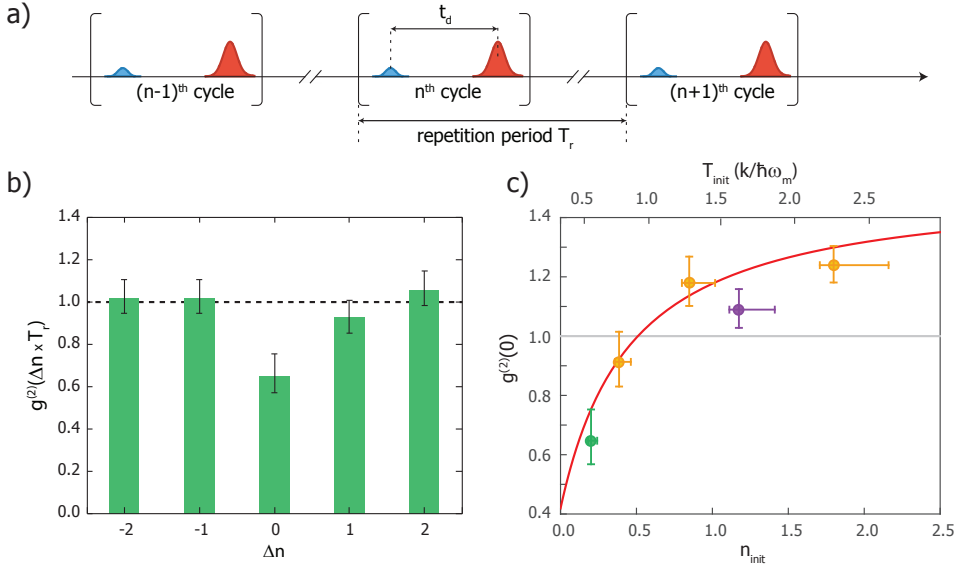 a)
t_d
(n-1)^th cycle
n^th cycle
(n+1)^th cycle
repetition period T_r
b)
g^(2)(Δn x T_r)
1.4
1.2
1.0
0.8
0.6
0.4
0.2
0.0
-2 -1 0 1 2
Δn
c)
T_init (k/ħω_m)
0.5 1.0 1.5 2.0 2.5
g^(2)(0)
1.4
1.2
1.0
0.8
0.6
0.4
0.0 0.5 1.0 1.5 2.0 2.5
n_init